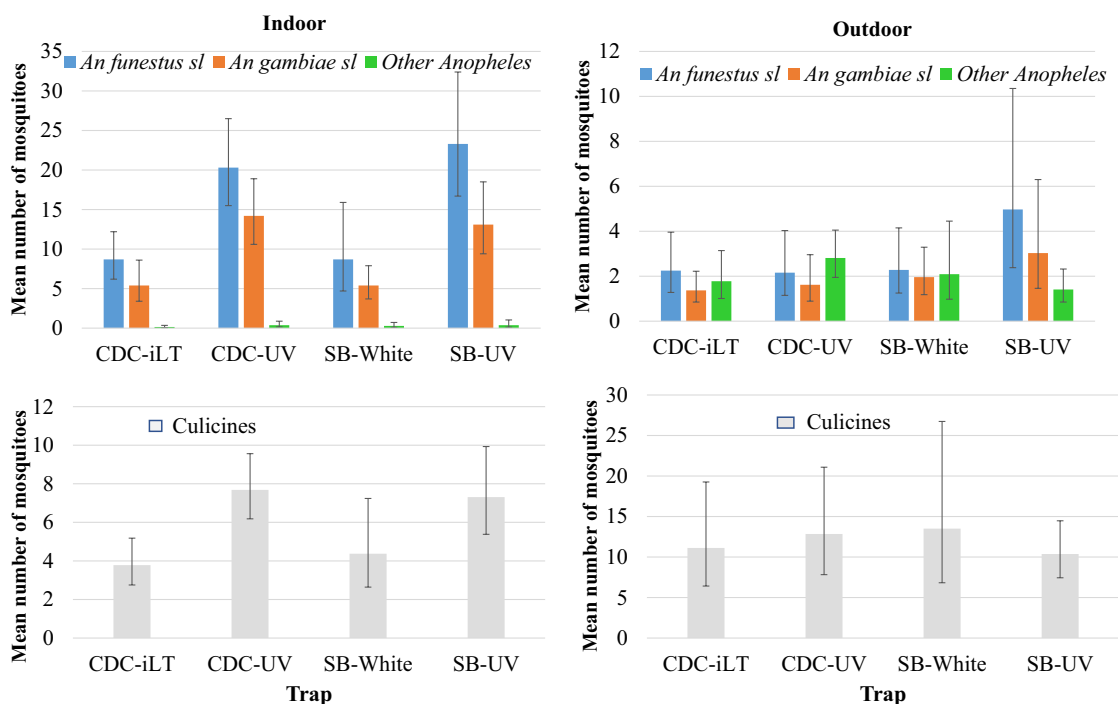 Indoor
Mean number of mosquitoes
35
30
25
20
15
10
5
0
An funestus sl An gambiae sl Other Anopheles
CDC-iLT CDC-UV SB-White SB-UV
Outdoor
Mean number of mosquitoes
12
10
8
6
4
2
0
An funestus sl An gambiae sl Other Anopheles
CDC-iLT CDC-UV SB-White SB-UV
Mean number of mosquitoes
12
10
8
6
4
2
0
Culicines
CDC-iLT CDC-UV SB-White SB-UV
Trap
Mean number of mosquitoes
30
25
20
15
10
5
0
Culicines
CDC-iLT CDC-UV SB-White SB-UV
Trap